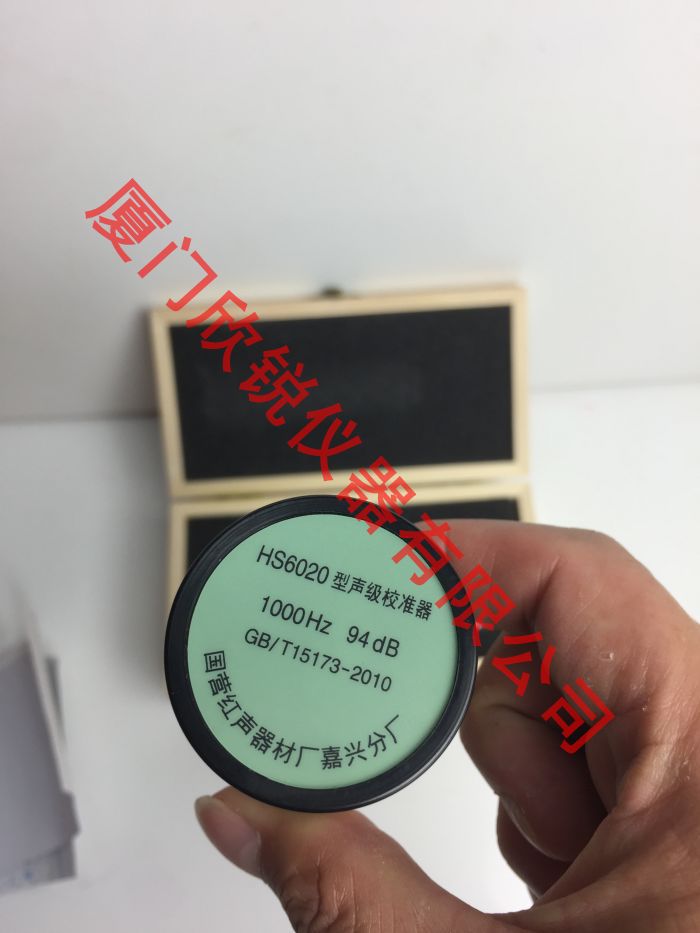 厦门欣锐仪器有限公司
HS6020 型声级校准器
1000Hz 94dB
GB/T15173-2010
国营红声器材厂嘉兴分厂